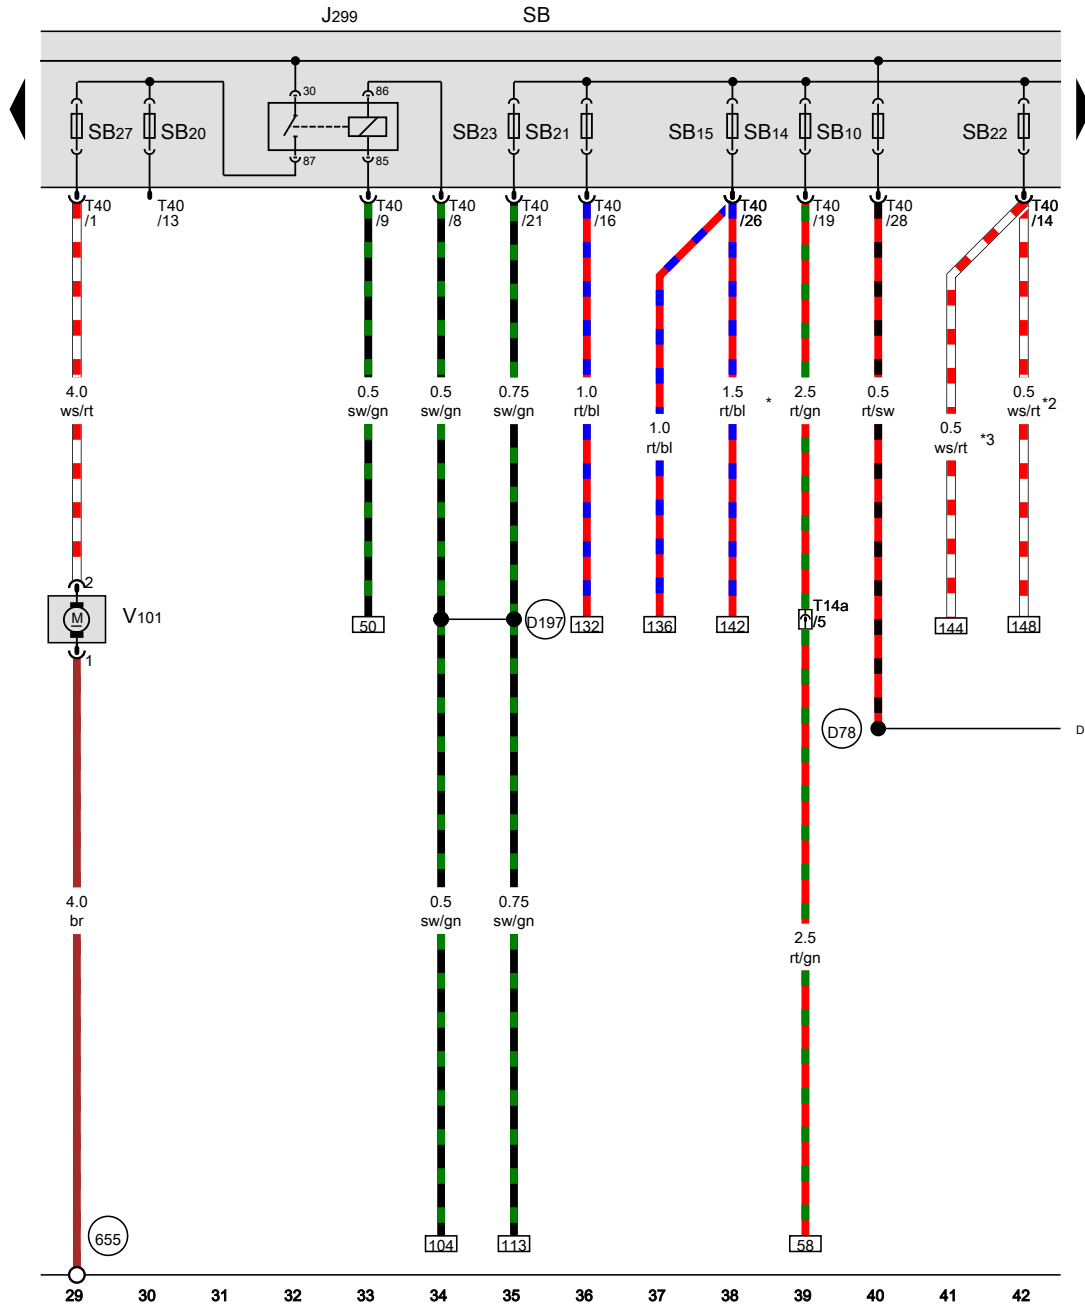 J299 SB
30 86
SB27 SB20 SB23 SB21 SB15 SB14 SB10 SB22
87 85
T40 T40 T40 T40 T40 T40 T40 T40 T40 T40
/1 /13 /9 /8 /21 /16 /26 /19 /28 /14
4.0 0.5 0.5 0.75 1.0 1.5 2.5 0.5 0.5
ws/rt sw/gn sw/gn sw/gn rt/bl rt/bl * rt/gn rt/sw ws/rt *2
1.0 0.5
rt/bl ws/rt *3
2
M V101
1
T14a
/5
50 D197 132 136 142 144 148
D78 D
4.0 0.5 0.75
br sw/gn sw/gn
2.5
rt/gn
655 104 113 58
29 30 31 32 33 34 35 36 37 38 39 40 41 42